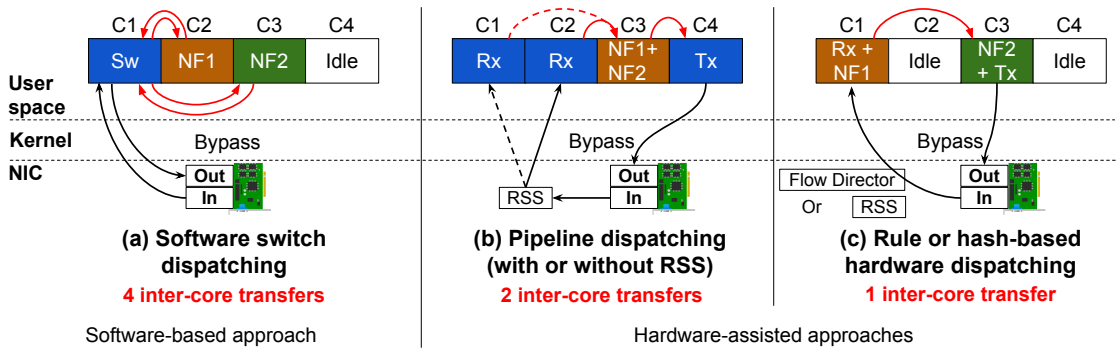 C1 C2 C3 C4
Sw NF1 NF2 Idle
User
space
Kernel
Bypass
NIC
Out
In
(a) Software switch
dispatching
4 inter-core transfers
Software-based approach
C1 C2 C3 C4
Rx Rx NF1+
NF2 Tx
Bypass
Out
In
RSS
(b) Pipeline dispatching
(with or without RSS)
2 inter-core transfers
C1 C2 C3 C4
Rx +
NF1 Idle NF2
+ Tx Idle
Bypass
Flow Director
Or RSS
Out
In
(c) Rule or hash-based
hardware dispatching
1 inter-core transfer
Hardware-assisted approaches